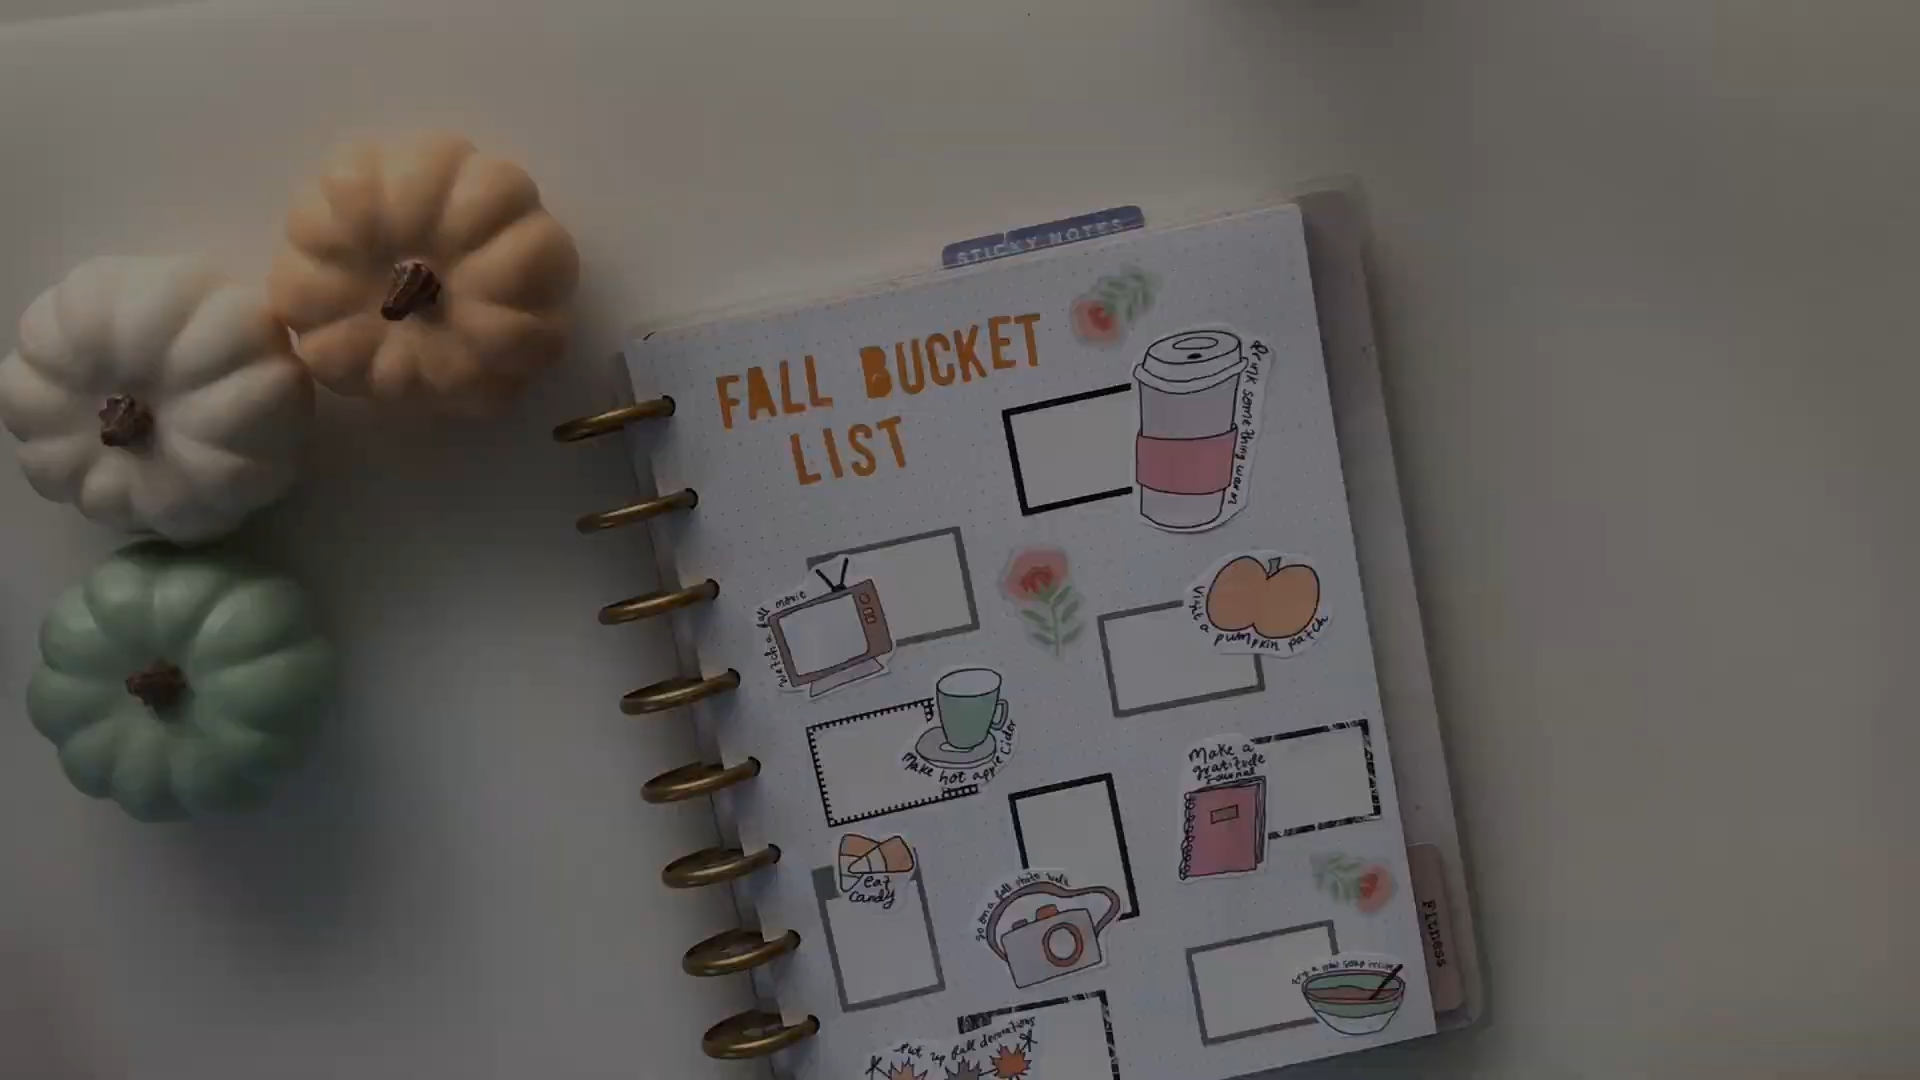 STICKY NOTES
FALL BUCKET
LIST
drink something warm
watch a fall movie
Visit a pumpkin patch
Make hot apple cider
Make a
gratitude
journal
eat
candy
go on a fall photo walk
Fitness
try a new soup recipe
Put up fall decorations